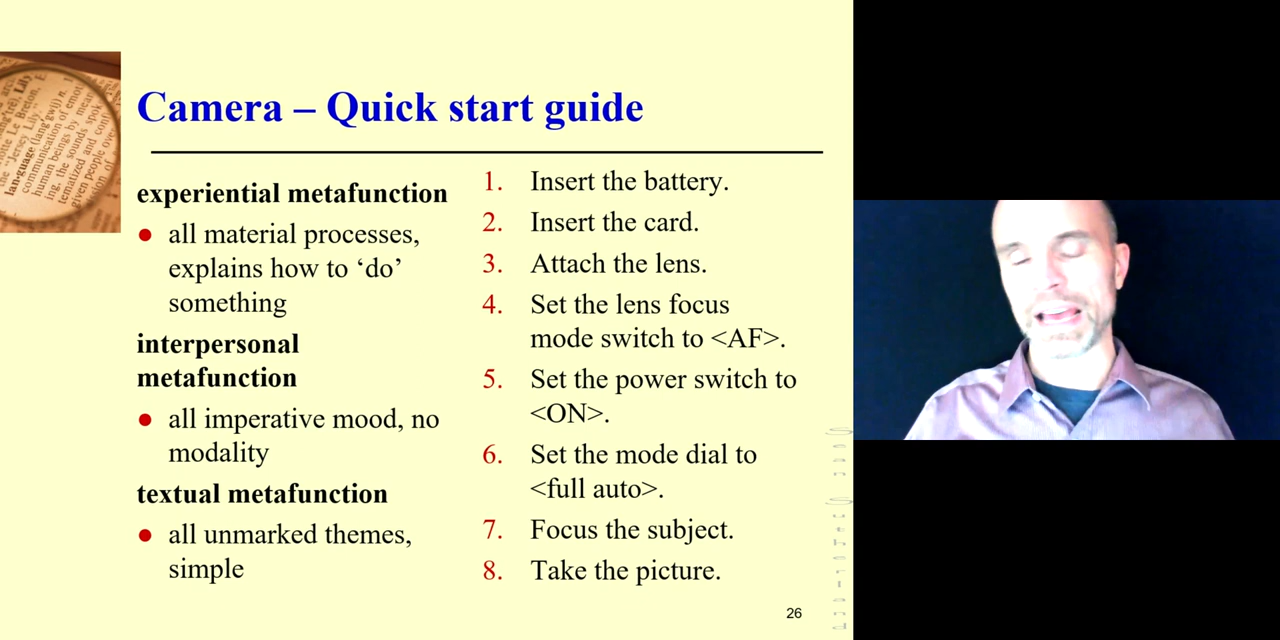 Camera – Quick start guide
experiential metafunction
● all material processes,
explains how to ‘do’
something
interpersonal
metafunction
● all imperative mood, no
modality
textual metafunction
● all unmarked themes,
simple
1. Insert the battery.
2. Insert the card.
3. Attach the lens.
4. Set the lens focus
mode switch to <AF>.
5. Set the power switch to
<ON>.
6. Set the mode dial to
<full auto>.
7. Focus the subject.
8. Take the picture.
26